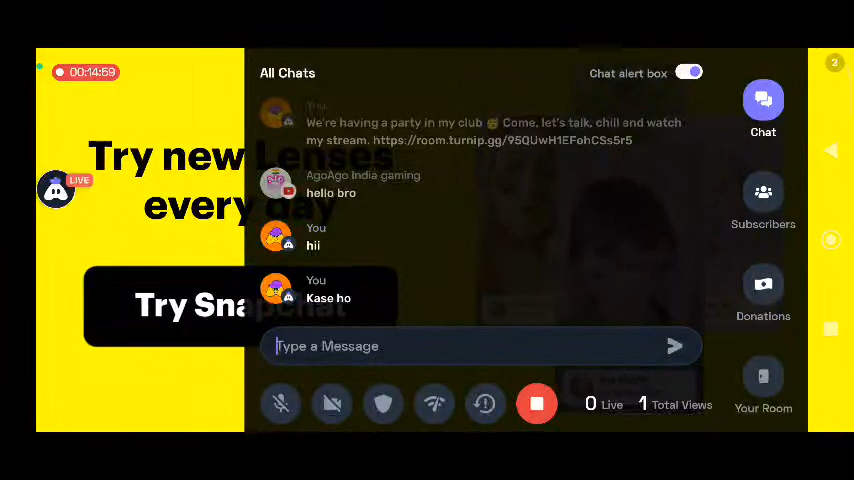 2
00:14:59
All Chats
Chat alert box
You
We're having a party in my club 🥳 Come, let's talk, chill and watch
my stream. https://room.turnip.gg/95QUwH1EFohCSs5r5
Chat
Try new Lenses
every day
LIVE
AgoAgo India gaming
hello bro
Subscribers
You
hii
You
Kase ho
Try Snapchat
Donations
Type a Message
0 Live 1 Total Views
Your Room